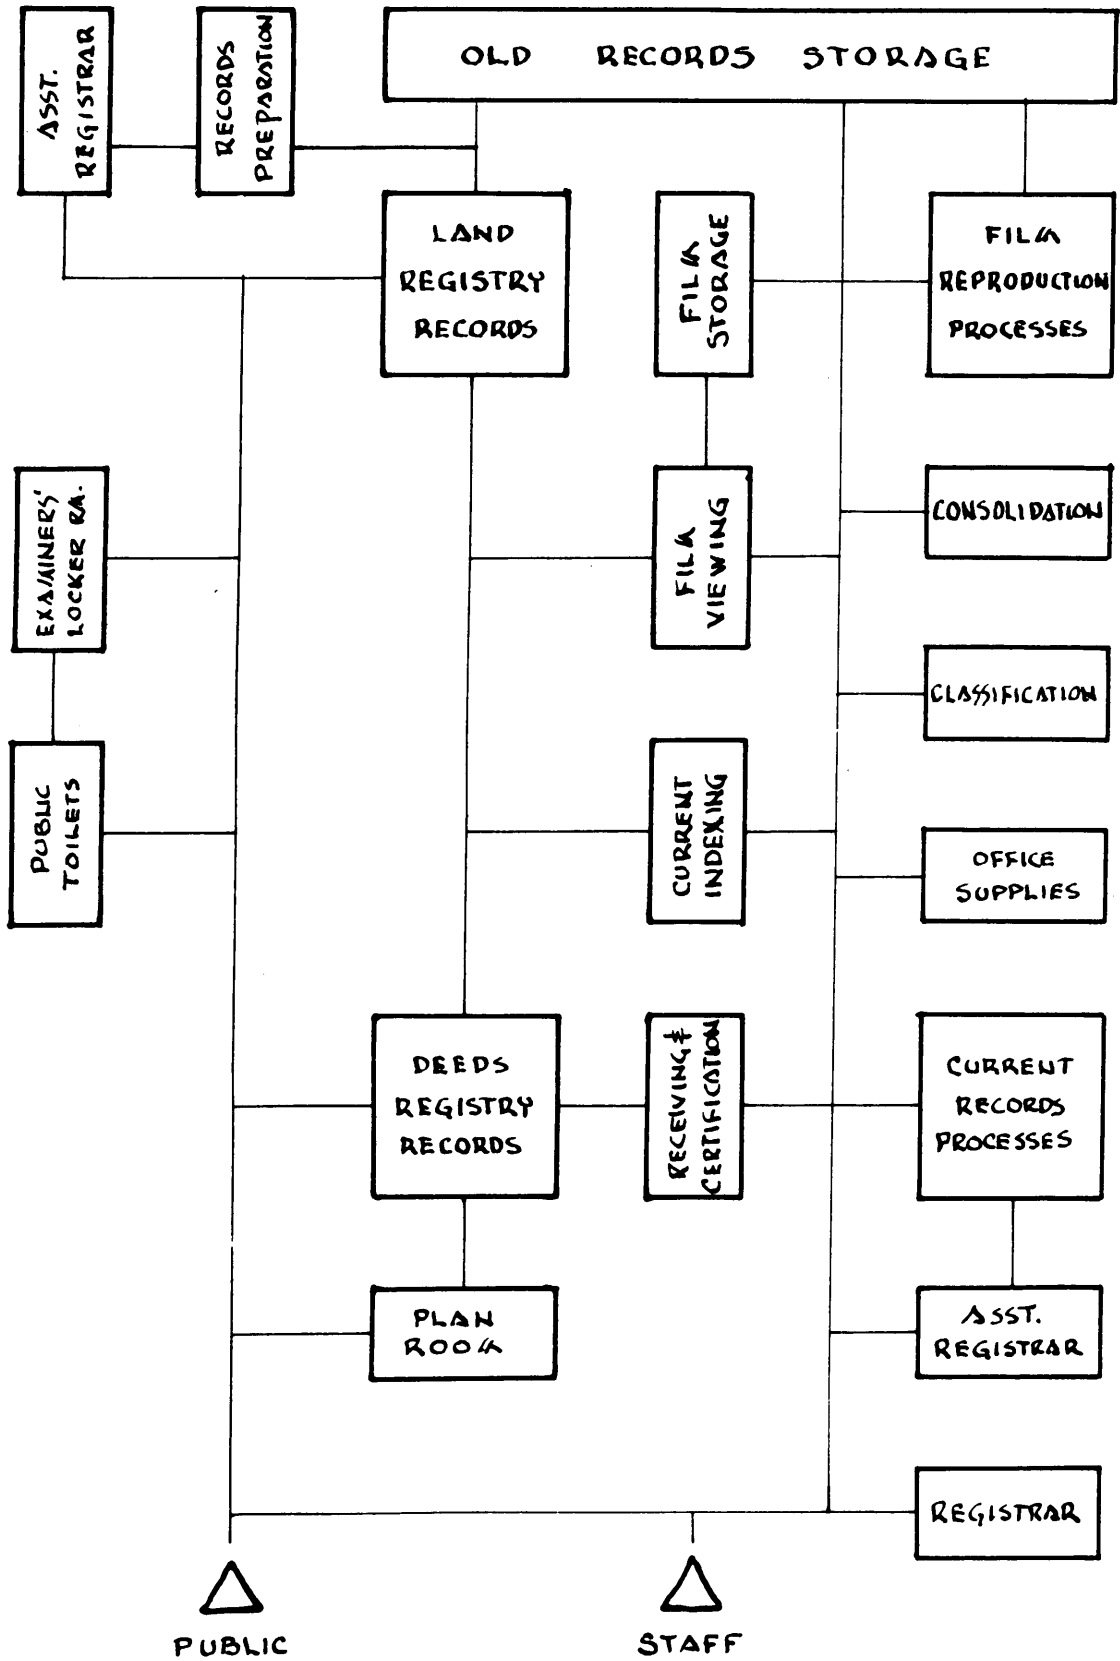 ASST.
REGISTRAR
RECORDS
PREPARATION
OLD RECORDS STORAGE
LAND
REGISTRY
RECORDS
FILM
STORAGE
FILM
REPRODUCTION
PROCESSES
EXAMINERS'
LOCKER RM.
FILM
VIEWING
CONSOLIDATION
CLASSIFICATION
PUBLIC
TOILETS
CURRENT
INDEXING
OFFICE
SUPPLIES
DEEDS
REGISTRY
RECORDS
RECEIVING &
CERTIFICATION
CURRENT
RECORDS
PROCESSES
PLAN
ROOM
ASST.
REGISTRAR
REGISTRAR
PUBLIC
STAFF